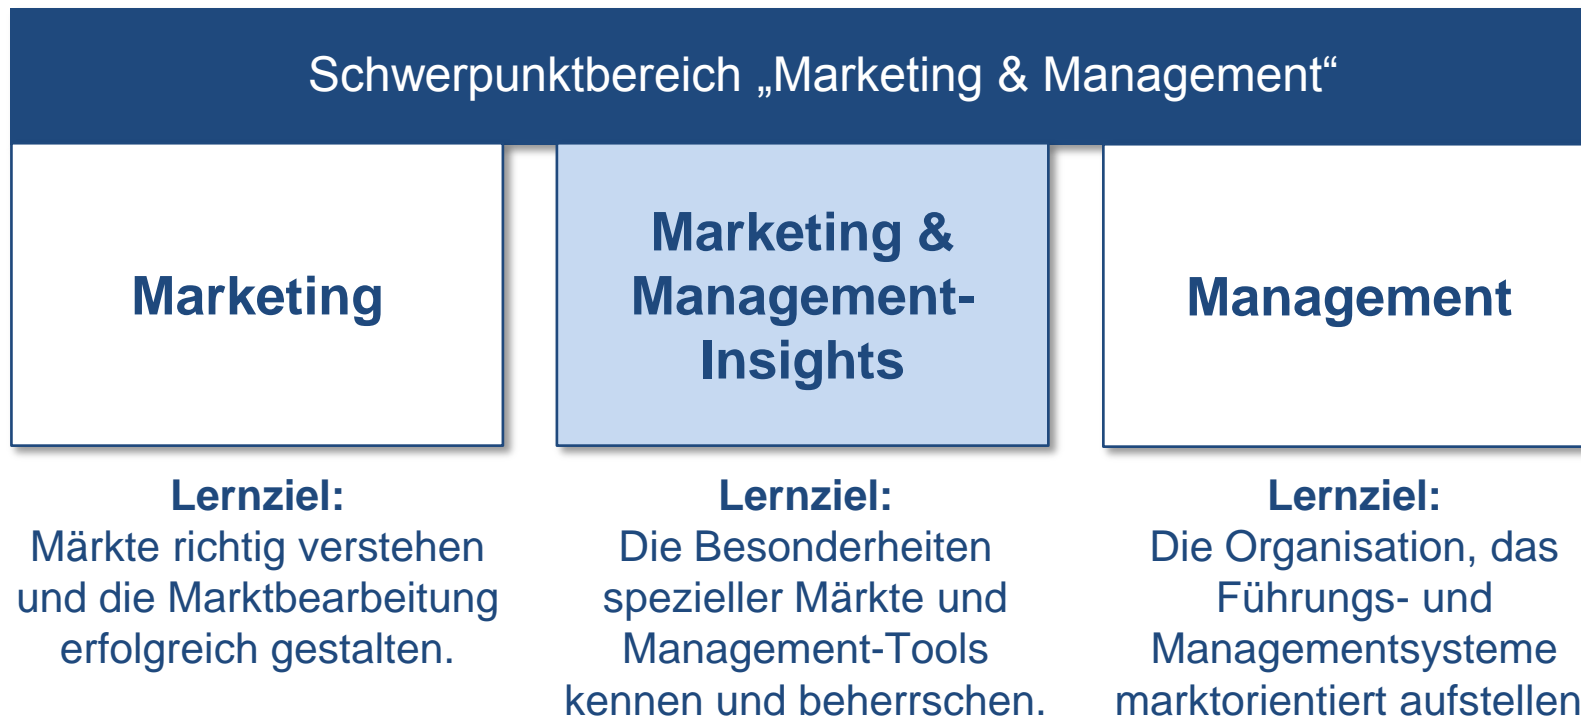 Schwerpunktbereich „Marketing & Management“
Marketing
Marketing &
Management-
Insights
Management
Lernziel:
Märkte richtig verstehen
und die Marktbearbeitung
erfolgreich gestalten.
Lernziel:
Die Besonderheiten
spezieller Märkte und
Management-Tools
kennen und beherrschen.
Lernziel:
Die Organisation, das
Führungs- und
Managementsysteme
marktorientiert aufstellen